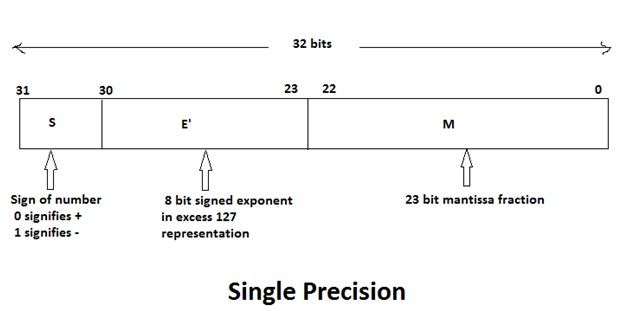 32 bits
31 30 23 22 0
S E' M
Sign of number
0 signifies +
1 signifies -
8 bit signed exponent
in excess 127
representation
23 bit mantissa fraction
Single Precision